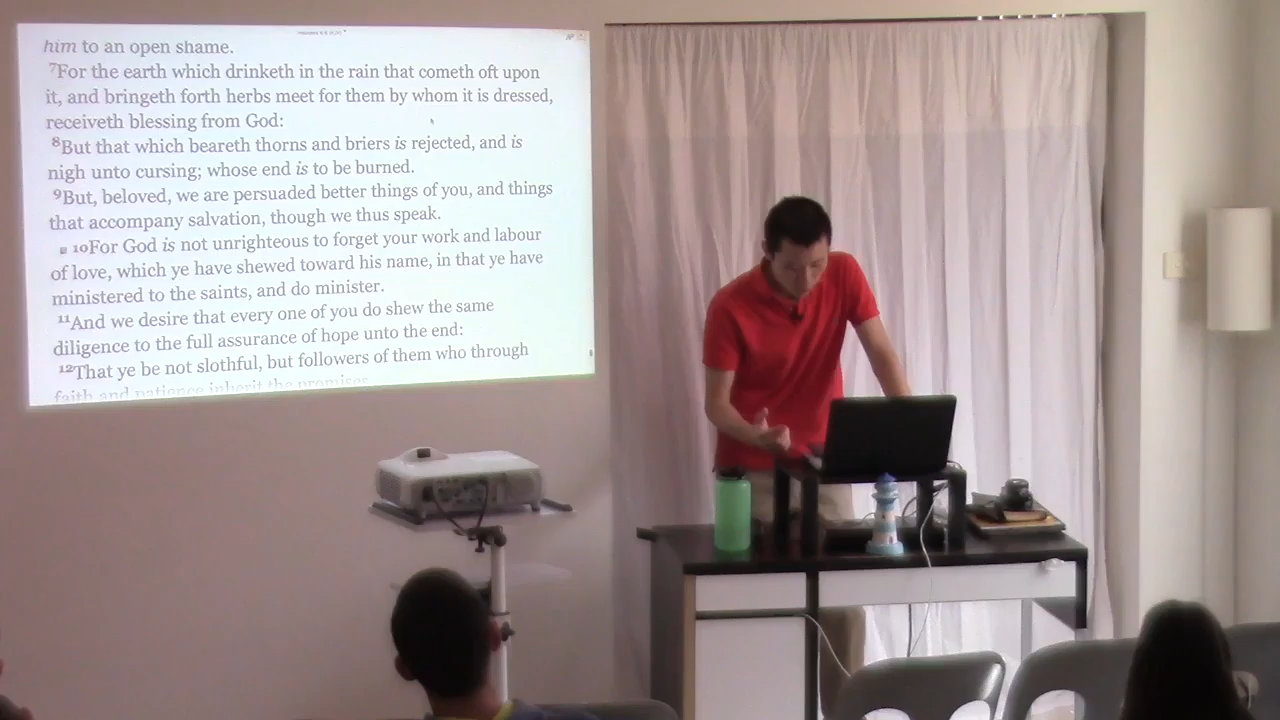 him to an open shame.
7For the earth which drinketh in the rain that cometh oft upon
it, and bringeth forth herbs meet for them by whom it is dressed,
receiveth blessing from God:
8But that which beareth thorns and briers is rejected, and is
nigh unto cursing; whose end is to be burned.
9But, beloved, we are persuaded better things of you, and things
that accompany salvation, though we thus speak.
10For God is not unrighteous to forget your work and labour
of love, which ye have shewed toward his name, in that ye have
ministered to the saints, and do minister.
11And we desire that every one of you do shew the same
diligence to the full assurance of hope unto the end:
12That ye be not slothful, but followers of them who through
faith and patience inherit the promises